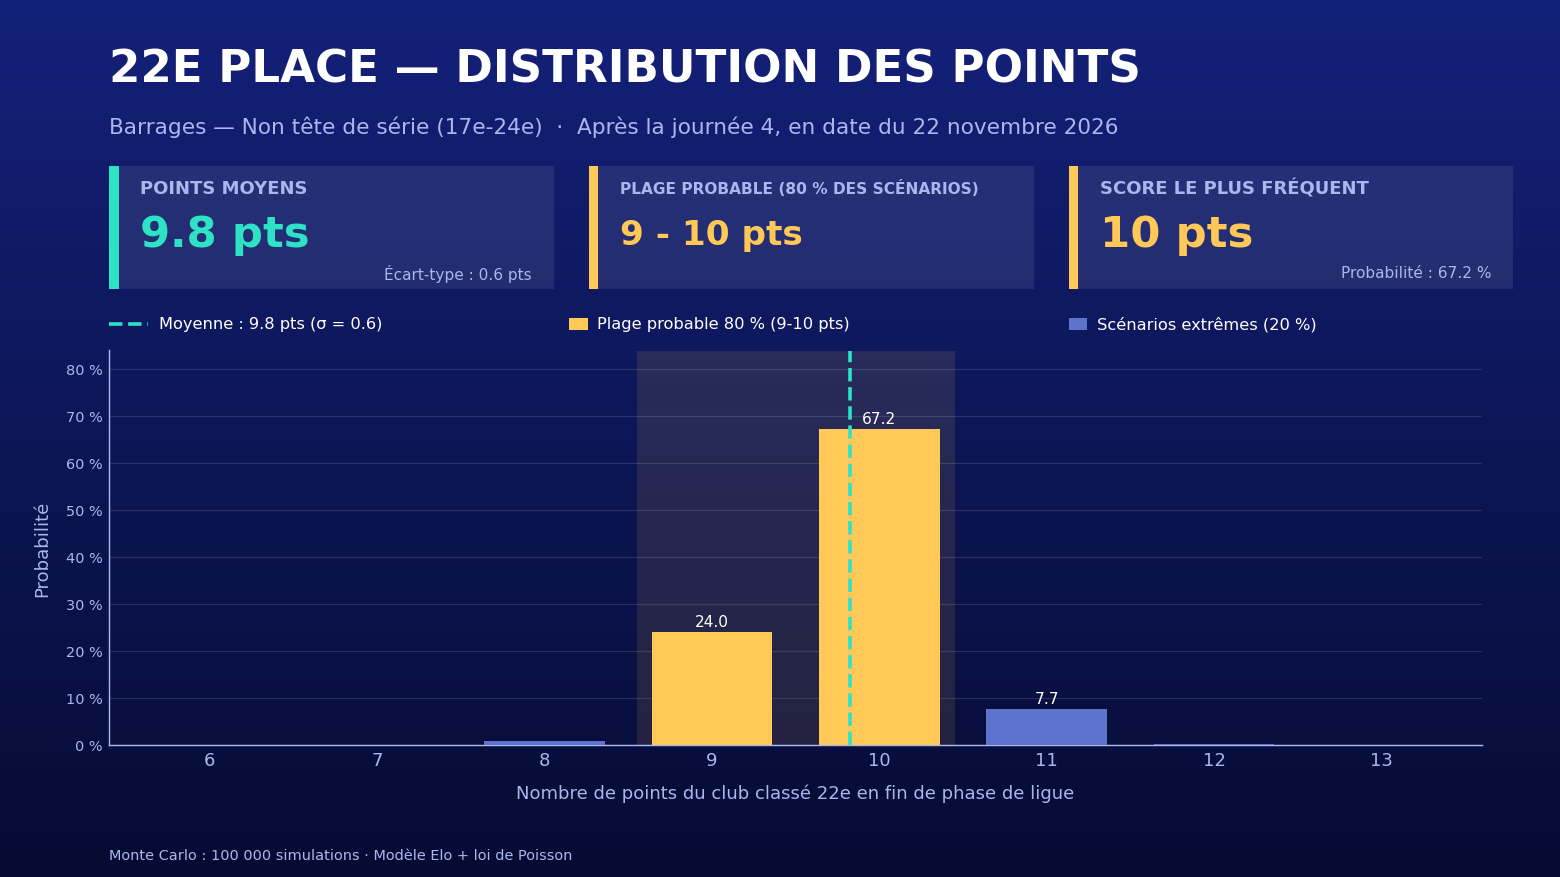 22E PLACE — DISTRIBUTION DES POINTS
Barrages — Non tête de série (17e-24e) · Après la journée 4, en date du 22 novembre 2026
POINTS MOYENS
9.8 pts
Écart-type : 0.6 pts
PLAGE PROBABLE (80 % DES SCÉNARIOS)
9 - 10 pts
SCORE LE PLUS FRÉQUENT
10 pts
Probabilité : 67.2 %
Moyenne : 9.8 pts (σ = 0.6)
Plage probable 80 % (9-10 pts)
Scénarios extrêmes (20 %)
Probabilité
80 %
70 %
60 %
50 %
40 %
30 %
20 %
10 %
0 %
24.0
67.2
7.7
6 7 8 9 10 11 12 13
Nombre de points du club classé 22e en fin de phase de ligue
Monte Carlo : 100 000 simulations · Modèle Elo + loi de Poisson